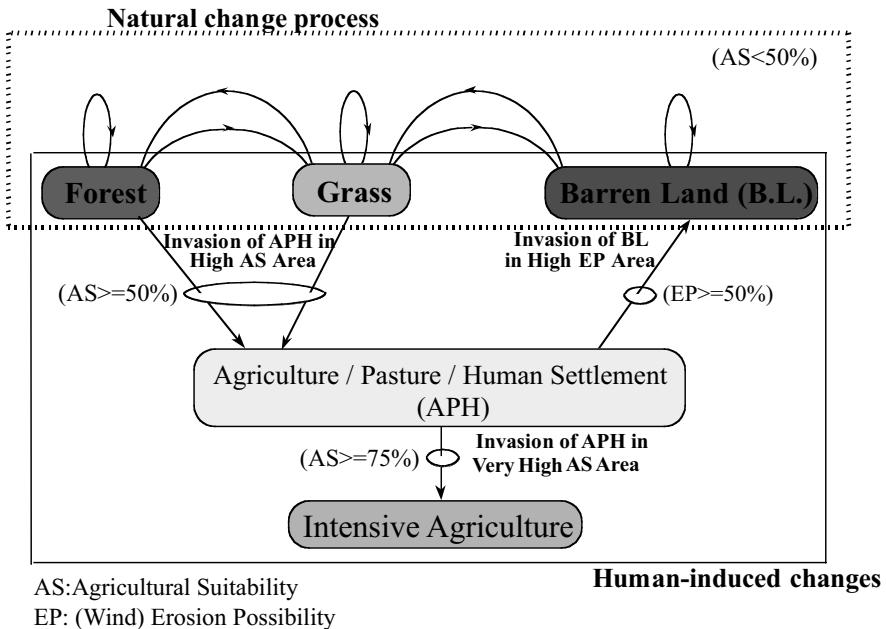 Natural change process
(AS<50%)
Forest
Grass
Barren Land (B.L.)
Invasion of APH in
High AS Area
Invasion of BL
in High EP Area
(AS>=50%)
(EP>=50%)
Agriculture / Pasture / Human Settlement
(APH)
(AS>=75%)
Invasion of APH in
Very High AS Area
Intensive Agriculture
Human-induced changes
AS:Agricultural Suitability
EP: (Wind) Erosion Possibility